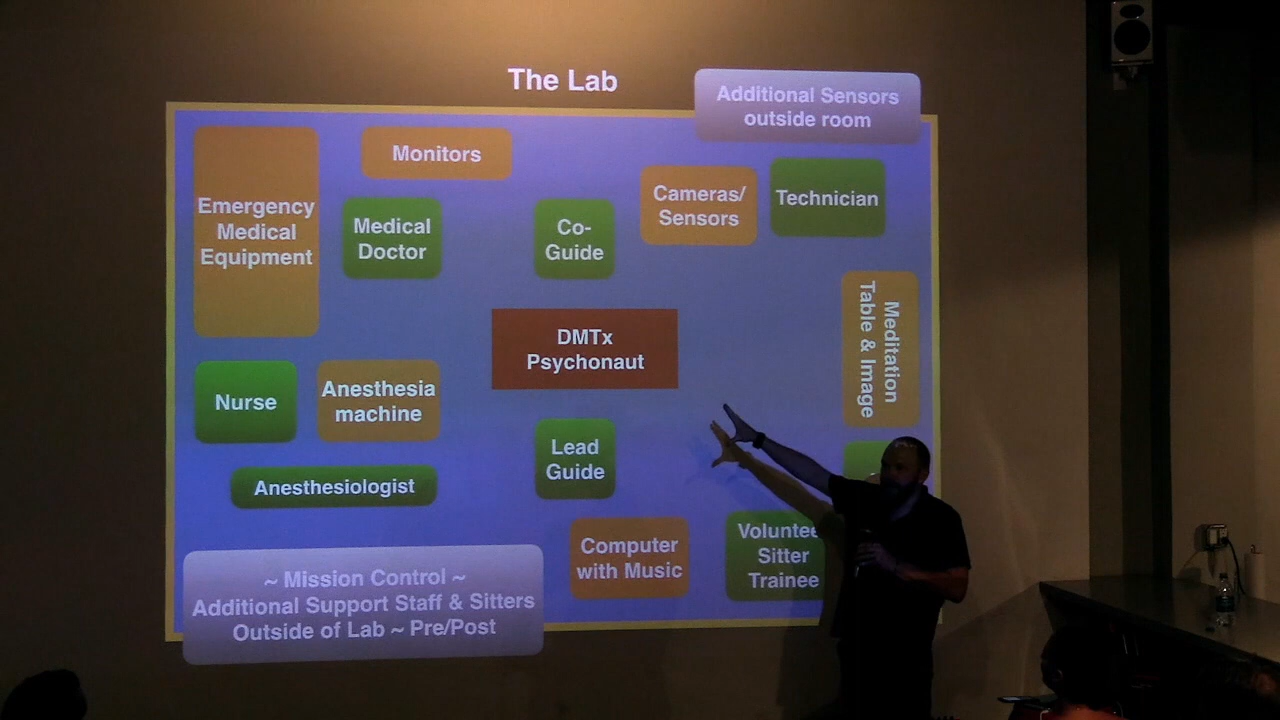 The Lab
Additional Sensors
outside room
Monitors
Emergency
Medical
Equipment
Medical
Doctor
Co-
Guide
Cameras/
Sensors
Technician
DMTx
Psychonaut
Meditation
Table & Image
Nurse
Anesthesia
machine
Lead
Guide
Anesthesiologist
Computer
with Music
Voluntee
Sitter
Trainee
~ Mission Control ~
Additional Support Staff & Sitters
Outside of Lab ~ Pre/Post